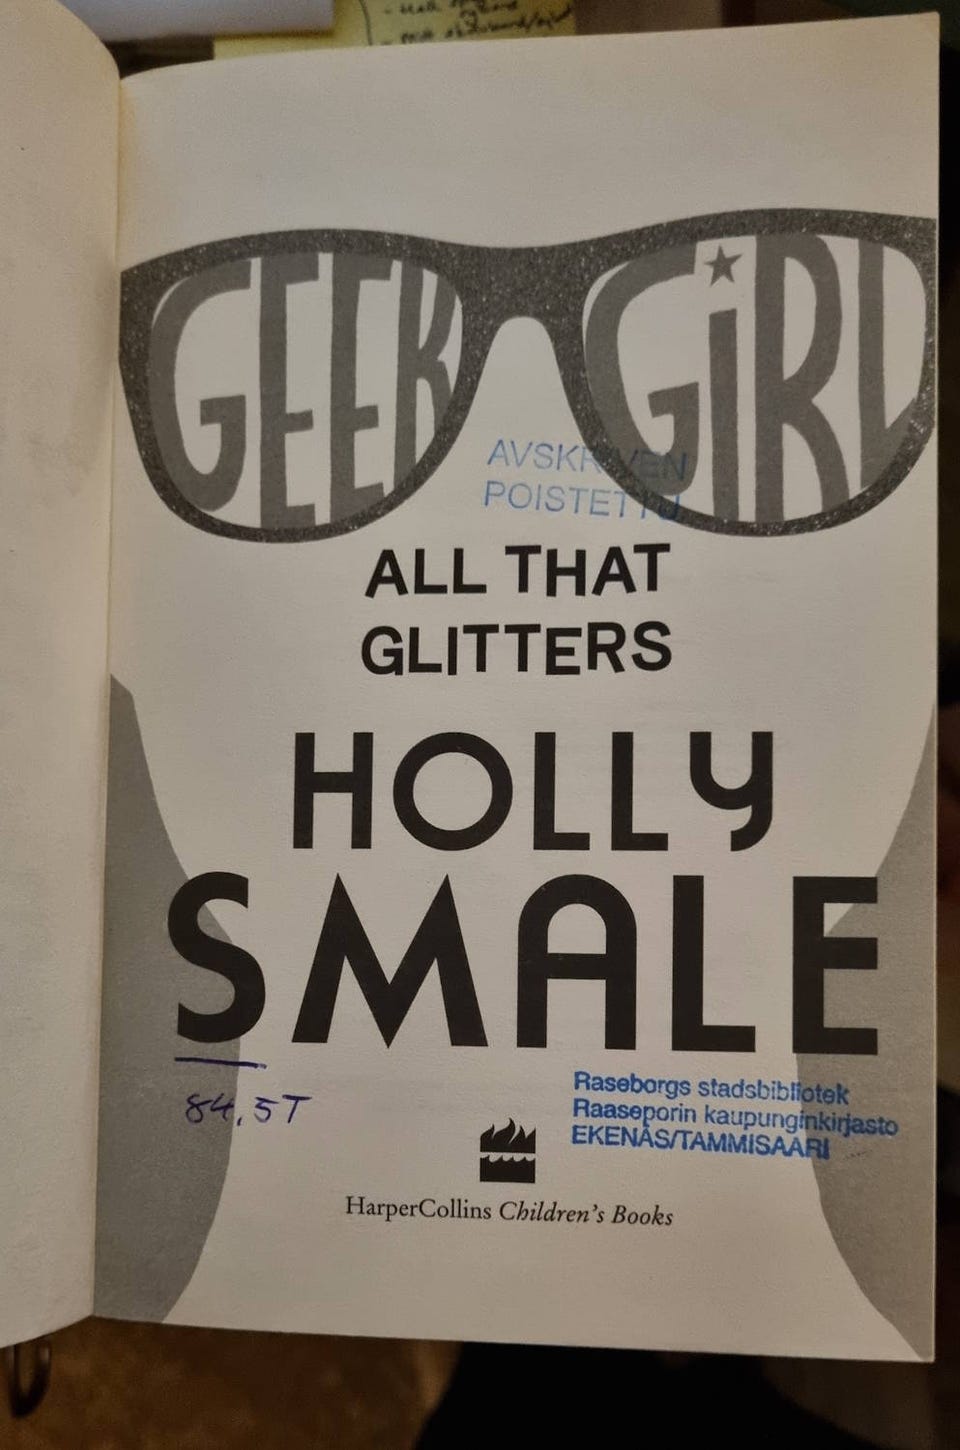 GEEK GiRL
AVSKRIVEN
POISTETTU
ALL THAT
GLITTERS
HOLLY
SMALE
84.5T
Raseborgs stadsbibliotek
Raaseporin kaupunginkirjasto
EKENÄS/TAMMISAARI
HarperCollins Children's Books